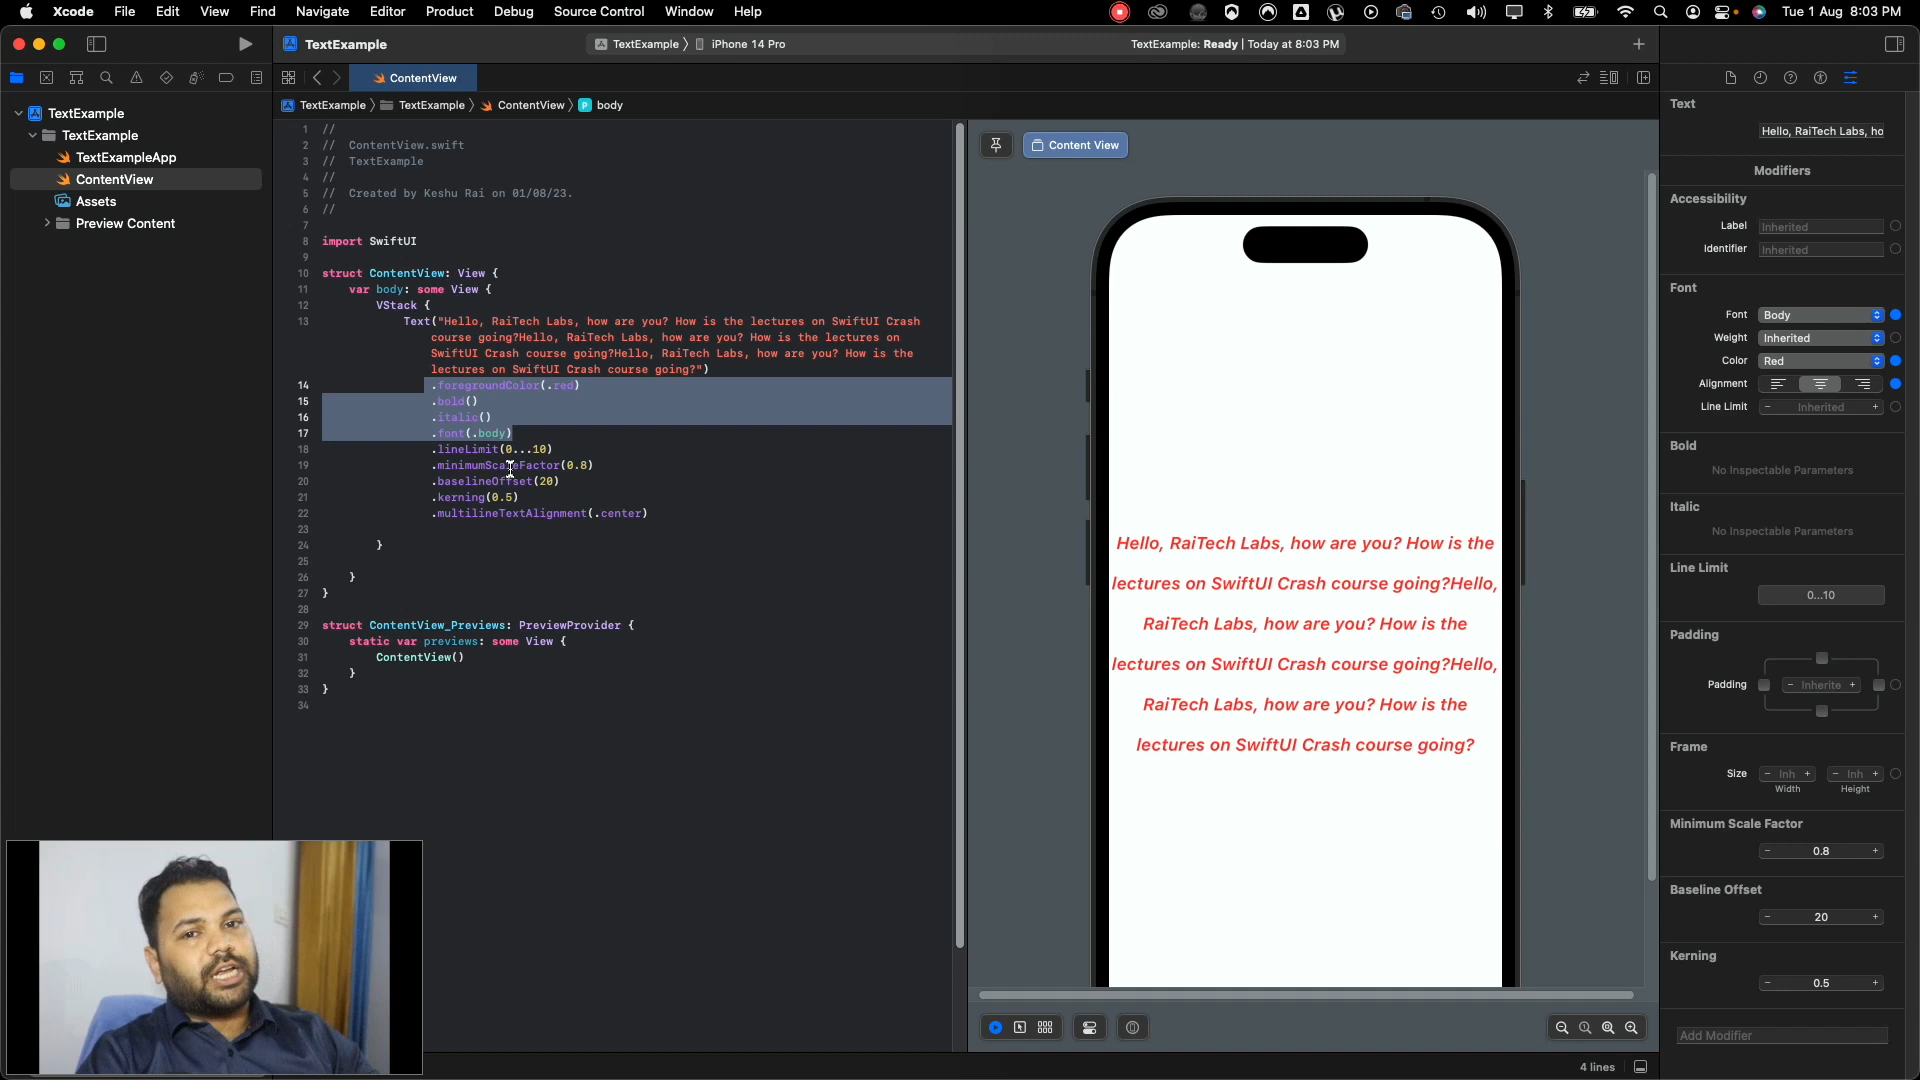 Xcode File Edit View Find Navigate Editor Product Debug Source Control Window Help Tue 1 Aug 8:03 PM
TextExample
TextExample iPhone 14 Pro
TextExample: Ready | Today at 8:03 PM
ContentView
TextExample TextExample ContentView P body
TextExample
TextExample
TextExampleApp
ContentView
Assets
Preview Content
1 //
2 // ContentView.swift
3 // TextExample
4 //
5 // Created by Keshu Rai on 01/08/23.
6 //
7
8 import SwiftUI
9
10 struct ContentView: View {
11 var body: some View {
12 VStack {
13 Text("Hello, RaiTech Labs, how are you? How is the lectures on SwiftUI Crash
course going?Hello, RaiTech Labs, how are you? How is the lectures on
SwiftUI Crash course going?Hello, RaiTech Labs, how are you? How is the
lectures on SwiftUI Crash course going?")
14 .foregroundColor(.red)
15 .bold()
16 .italic()
17 .font(.body)
18 .lineLimit(0...10)
19 .minimumScaleFactor(0.8)
20 .baselineOffset(20)
21 .kerning(0.5)
22 .multilineTextAlignment(.center)
23
24 }
25
26 }
27 }
28
29 struct ContentView_Previews: PreviewProvider {
30 static var previews: some View {
31 ContentView()
32 }
33 }
34
Content View
Hello, RaiTech Labs, how are you? How is the
lectures on SwiftUI Crash course going?Hello,
RaiTech Labs, how are you? How is the
lectures on SwiftUI Crash course going?Hello,
RaiTech Labs, how are you? How is the
lectures on SwiftUI Crash course going?
4 lines
Text
Hello, RaiTech Labs, ho
Modifiers
Accessibility
Label Inherited
Identifier Inherited
Font
Font Body
Weight Inherited
Color Red
Alignment
Line Limit − Inherited +
Bold
No Inspectable Parameters
Italic
No Inspectable Parameters
Line Limit
0...10
Padding
Padding − Inherite +
Frame
Size − Inh + − Inh +
Width Height
Minimum Scale Factor
− 0.8 +
Baseline Offset
− 20 +
Kerning
− 0.5 +
Add Modifier